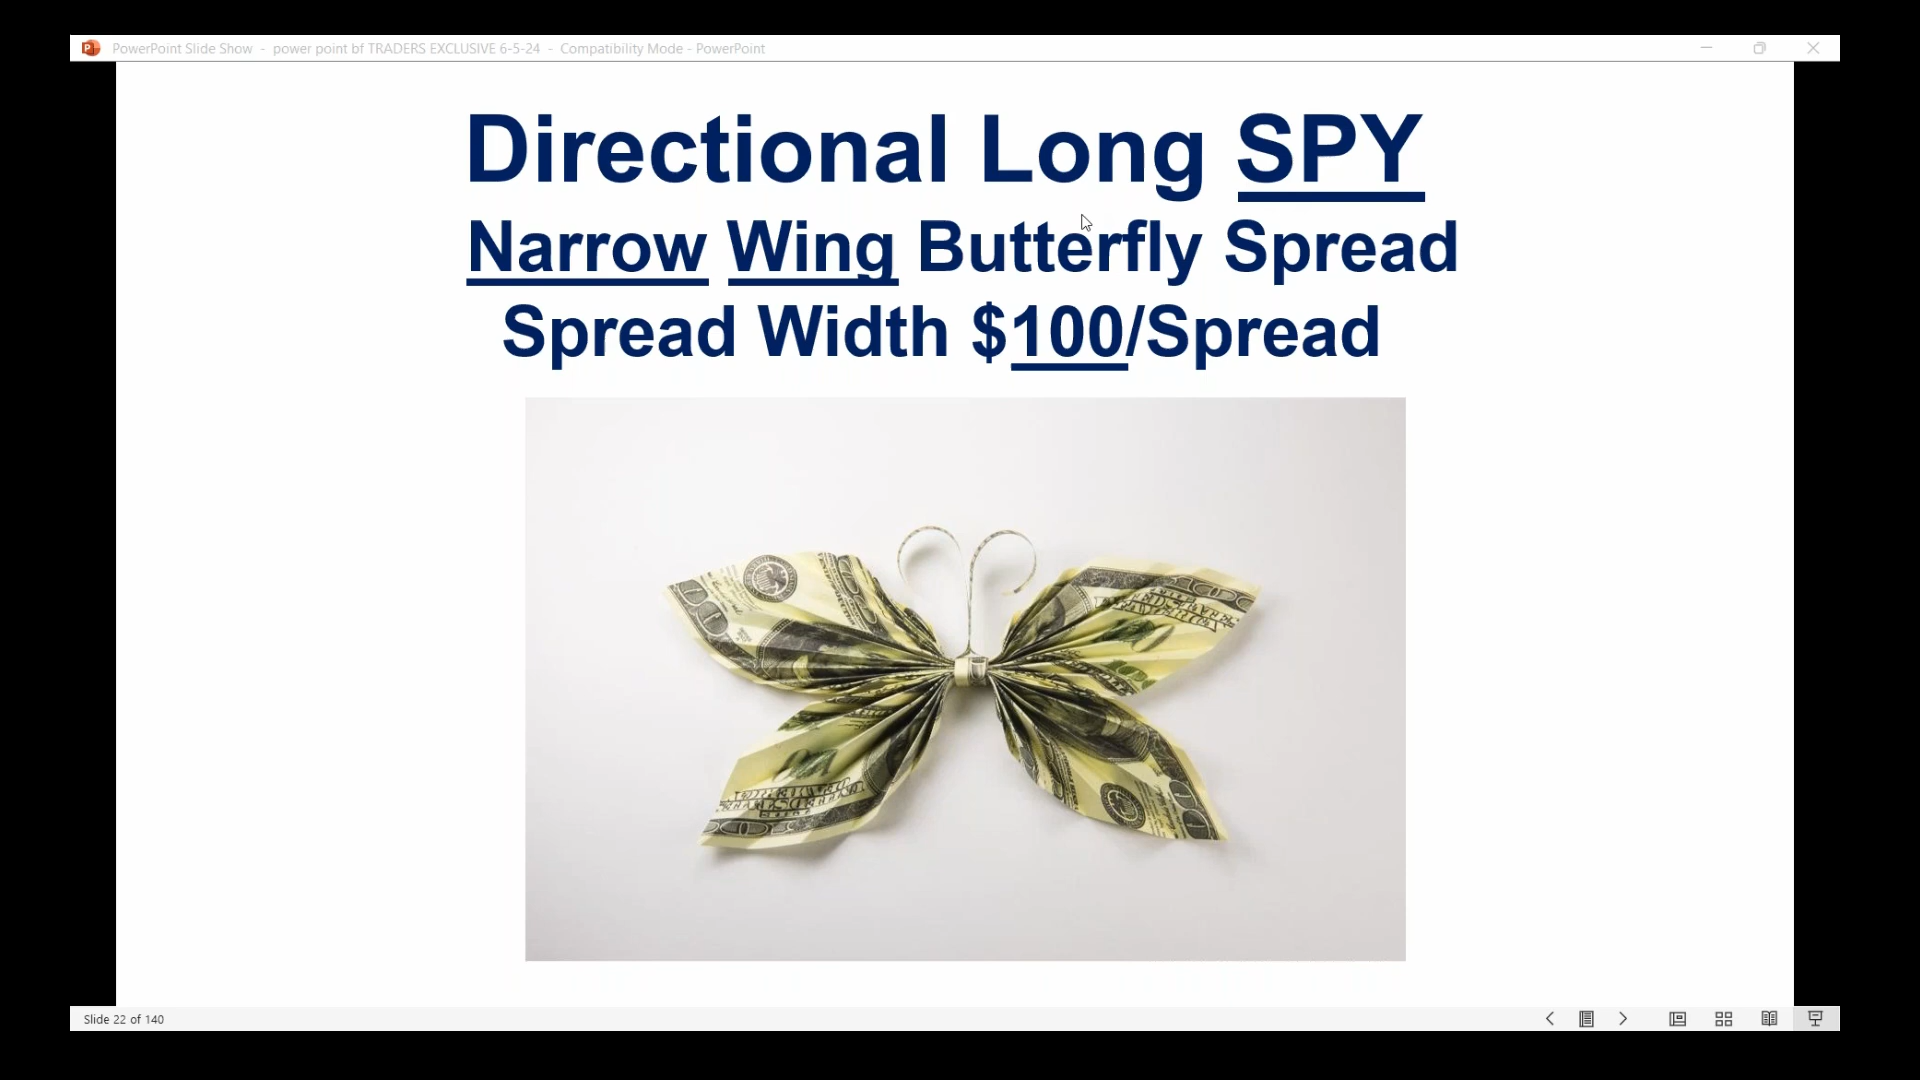 PowerPoint Slide Show - power point bf TRADERS EXCLUSIVE 6-5-24 - Compatibility Mode - PowerPoint
Directional Long SPY
Narrow Wing Butterfly Spread
Spread Width $100/Spread
Slide 22 of 140